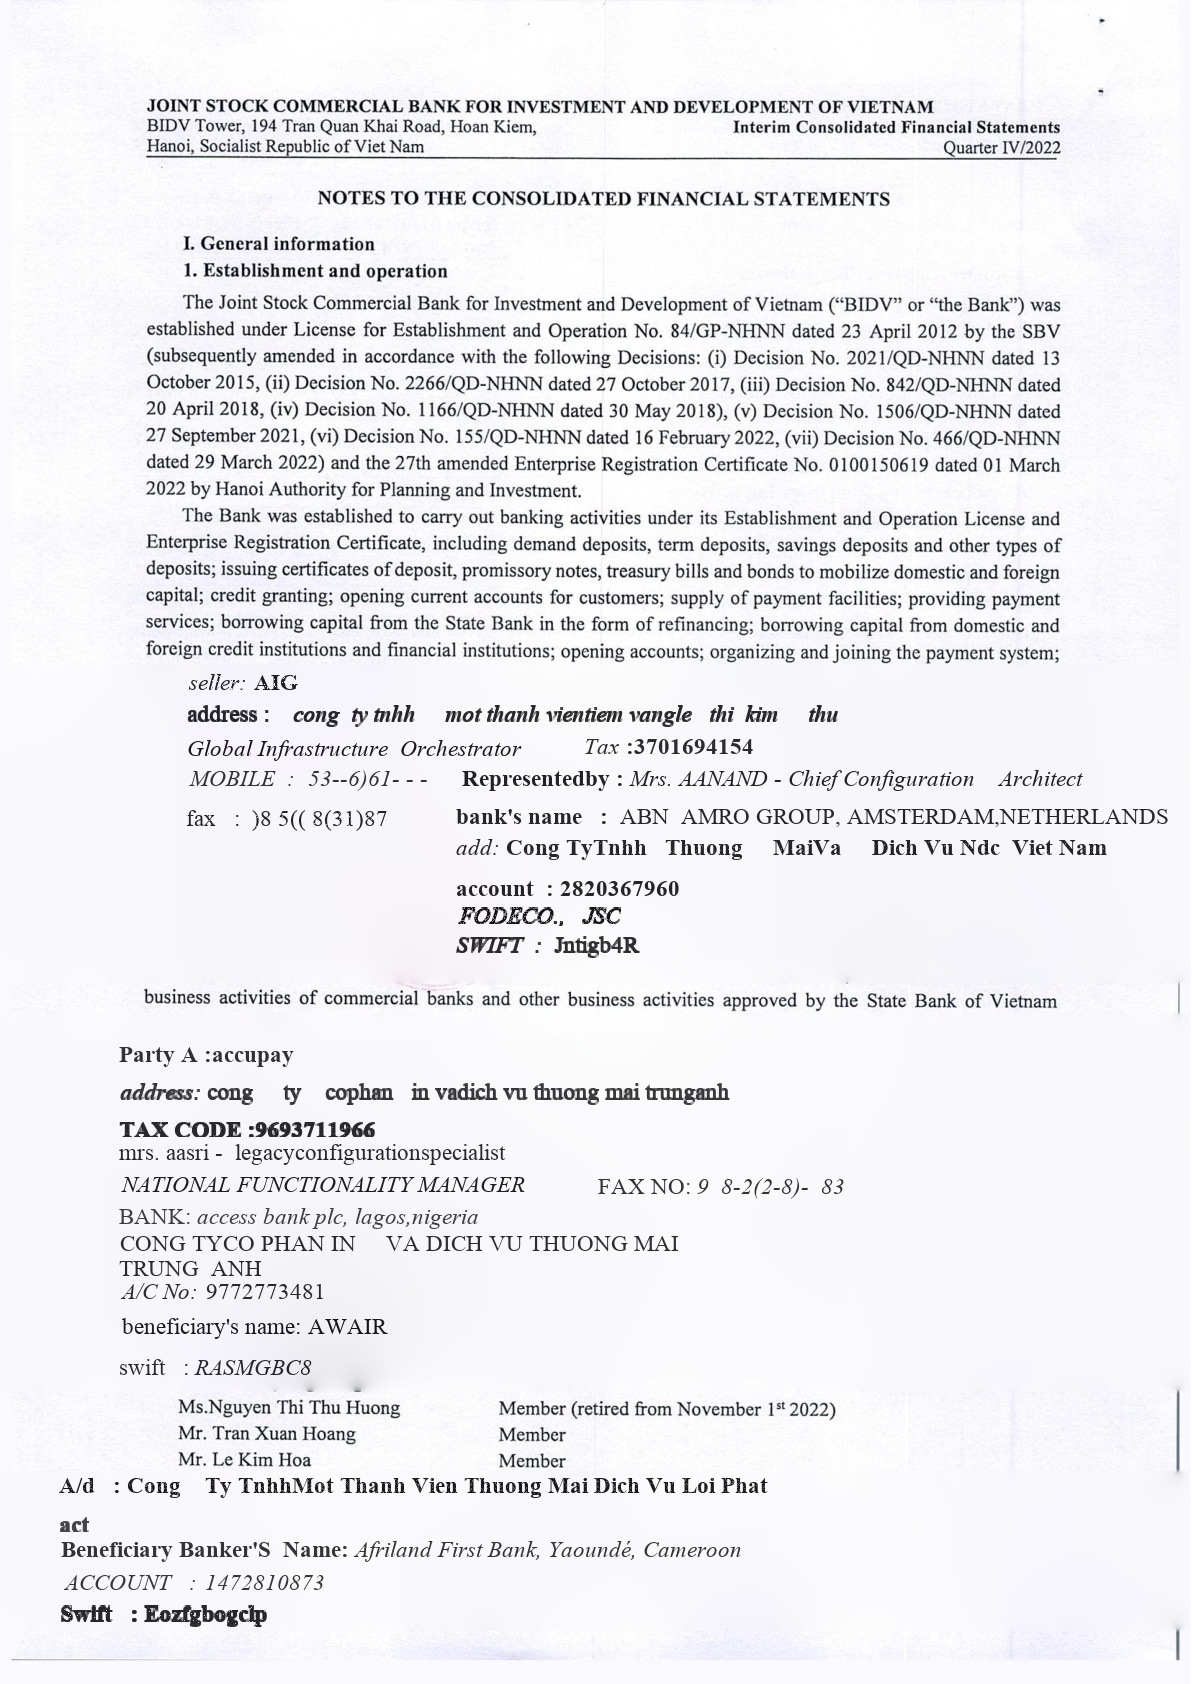 JOINT STOCK COMMERCIAL BANK FOR INVESTMENT AND DEVELOPMENT OF VIETNAM
BIDV Tower, 194 Tran Quan Khai Road, Hoan Kiem,
Interim Consolidated Financial Statements
Hanoi, Socialist Republic of Viet Nam
Quarter IV/2022
NOTES TO THE CONSOLIDATED FINANCIAL STATEMENTS
I. General information
1. Establishment and operation
The Joint Stock Commercial Bank for Investment and Development of Vietnam (“BIDV” or “the Bank”) was
established under License for Establishment and Operation No. 84/GP-NHNN dated 23 April 2012 by the SBV
(subsequently amended in accordance with the following Decisions: (i) Decision No. 2021/QD-NHNN dated 13
October 2015, (ii) Decision No. 2266/QD-NHNN dated 27 October 2017, (iii) Decision No. 842/QD-NHNN dated
20 April 2018, (iv) Decision No. 1166/QD-NHNN dated 30 May 2018), (v) Decision No. 1506/QD-NHNN dated
27 September 2021, (vi) Decision No. 155/QD-NHNN dated 16 February 2022, (vii) Decision No. 466/QD-NHNN
dated 29 March 2022) and the 27th amended Enterprise Registration Certificate No. 0100150619 dated 01 March
2022 by Hanoi Authority for Planning and Investment.
The Bank was established to carry out banking activities under its Establishment and Operation License and
Enterprise Registration Certificate, including demand deposits, term deposits, savings deposits and other types of
deposits; issuing certificates of deposit, promissory notes, treasury bills and bonds to mobilize domestic and foreign
capital; credit granting; opening current accounts for customers; supply of payment facilities; providing payment
services; borrowing capital from the State Bank in the form of refinancing; borrowing capital from domestic and
foreign credit institutions and financial institutions; opening accounts; organizing and joining the payment system;
seller: AIG
address : cong ty tnhh mot thanh vientiem vangle thi kim thu
Global Infrastructure Orchestrator Tax :3701694154
MOBILE : 53--6)61- - - Representedby : Mrs. AANAND - Chief Configuration Architect
fax : )8 5(( 8(31)87 bank's name : ABN AMRO GROUP, AMSTERDAM,NETHERLANDS
add: Cong TyTnhh Thuong MaiVa Dich Vu Ndc Viet Nam
account : 2820367960
FODECO., JSC
SWIFT : Jntigb4R
business activities of commercial banks and other business activities approved by the State Bank of Vietnam
Party A :accupay
address: cong ty cophan in vadich vu thuong mai trunganh
TAX CODE :9693711966
mrs. aasri - legacyconfigurationspecialist
NATIONAL FUNCTIONALITY MANAGER FAX NO: 9 8-2(2-8)- 83
BANK: access bank plc, lagos,nigeria
CONG TYCO PHAN IN VA DICH VU THUONG MAI
TRUNG ANH
A/C No: 9772773481
beneficiary's name: AWAIR
swift : RASMGBC8
Ms.Nguyen Thi Thu Huong Member (retired from November 1st 2022)
Mr. Tran Xuan Hoang Member
Mr. Le Kim Hoa Member
A/d : Cong Ty TnhhMot Thanh Vien Thuong Mai Dich Vu Loi Phat
act
Beneficiary Banker'S Name: Afriland First Bank, Yaoundé, Cameroon
ACCOUNT : 1472810873
Swift : Eozfgbogclp